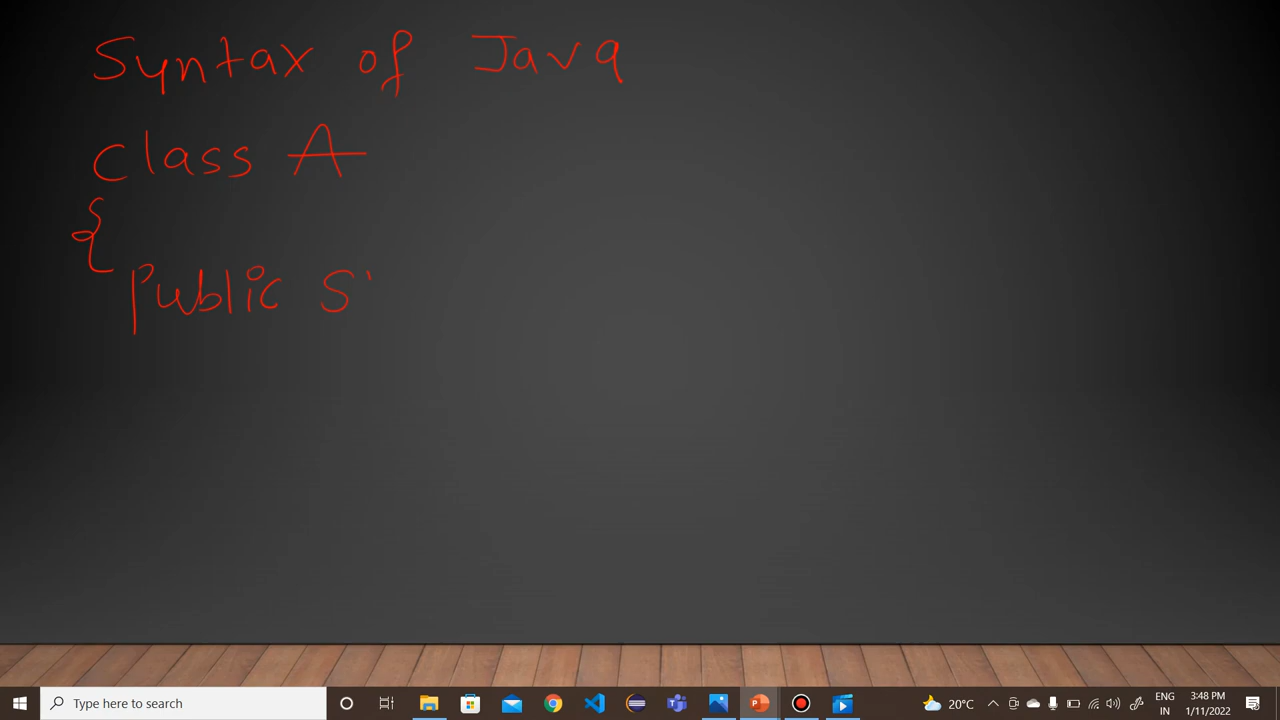 Syntax of Java
class A
{
public S'
Type here to search
20°C
ENG
IN
3:48 PM
1/11/2022